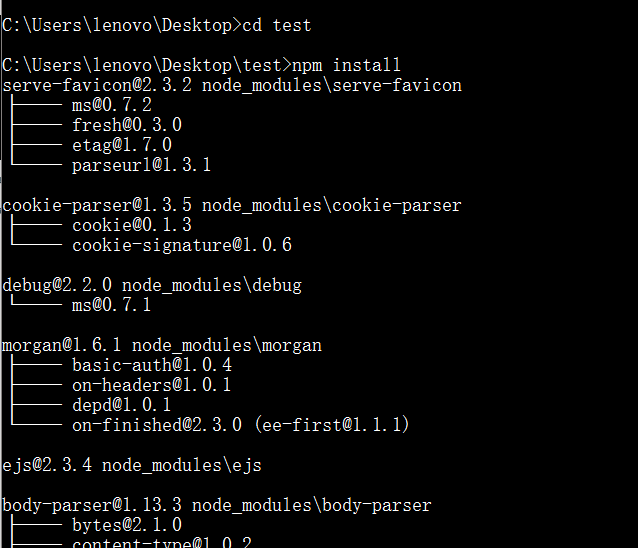 C:\Users\lenovo\Desktop>cd test
C:\Users\lenovo\Desktop\test>npm install
serve-favicon@2.3.2 node_modules\serve-favicon
├── ms@0.7.2
├── fresh@0.3.0
├── etag@1.7.0
└── parseurl@1.3.1
cookie-parser@1.3.5 node_modules\cookie-parser
├── cookie@0.1.3
└── cookie-signature@1.0.6
debug@2.2.0 node_modules\debug
└── ms@0.7.1
morgan@1.6.1 node_modules\morgan
├── basic-auth@1.0.4
├── on-headers@1.0.1
├── depd@1.0.1
└── on-finished@2.3.0 (ee-first@1.1.1)
ejs@2.3.4 node_modules\ejs
body-parser@1.13.3 node_modules\body-parser
├── bytes@2.1.0
├── content-type@1.0.2